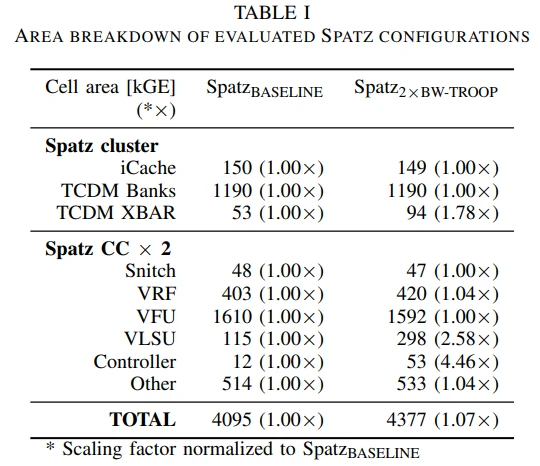 TABLE I
AREA BREAKDOWN OF EVALUATED SPATZ CONFIGURATIONS
Cell area [kGE] SpatzBASELINE Spatz2×BW-TROOP
(*×)
Spatz cluster
iCache 150 (1.00×) 149 (1.00×)
TCDM Banks 1190 (1.00×) 1190 (1.00×)
TCDM XBAR 53 (1.00×) 94 (1.78×)
Spatz CC × 2
Snitch 48 (1.00×) 47 (1.00×)
VRF 403 (1.00×) 420 (1.04×)
VFU 1610 (1.00×) 1592 (1.00×)
VLSU 115 (1.00×) 298 (2.58×)
Controller 12 (1.00×) 53 (4.46×)
Other 514 (1.00×) 533 (1.04×)
TOTAL 4095 (1.00×) 4377 (1.07×)
* Scaling factor normalized to SpatzBASELINE